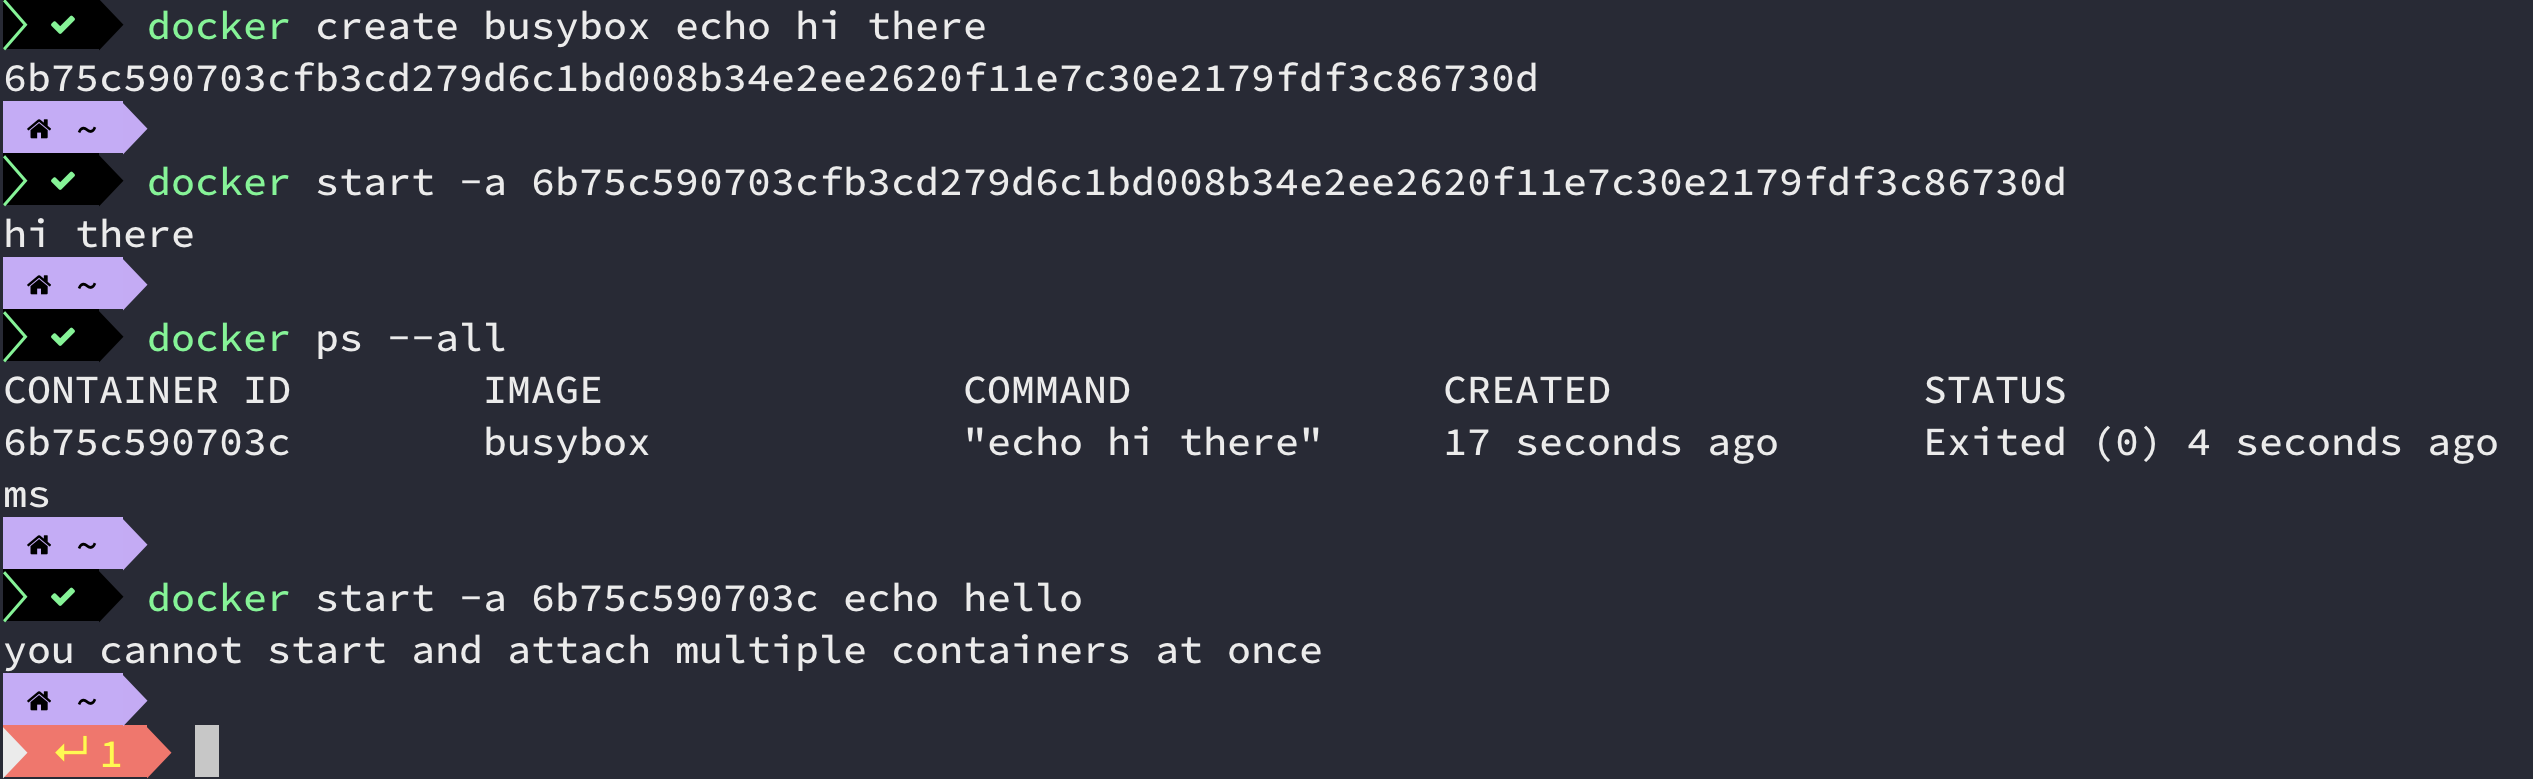 docker create busybox echo hi there
6b75c590703cfb3cd279d6c1bd008b34e2ee2620f11e7c30e2179fdf3c86730d
~
docker start -a 6b75c590703cfb3cd279d6c1bd008b34e2ee2620f11e7c30e2179fdf3c86730d
hi there
~
docker ps --all
CONTAINER ID IMAGE COMMAND CREATED STATUS
6b75c590703c busybox "echo hi there" 17 seconds ago Exited (0) 4 seconds ago
ms
~
docker start -a 6b75c590703c echo hello
you cannot start and attach multiple containers at once
~
↵ 1